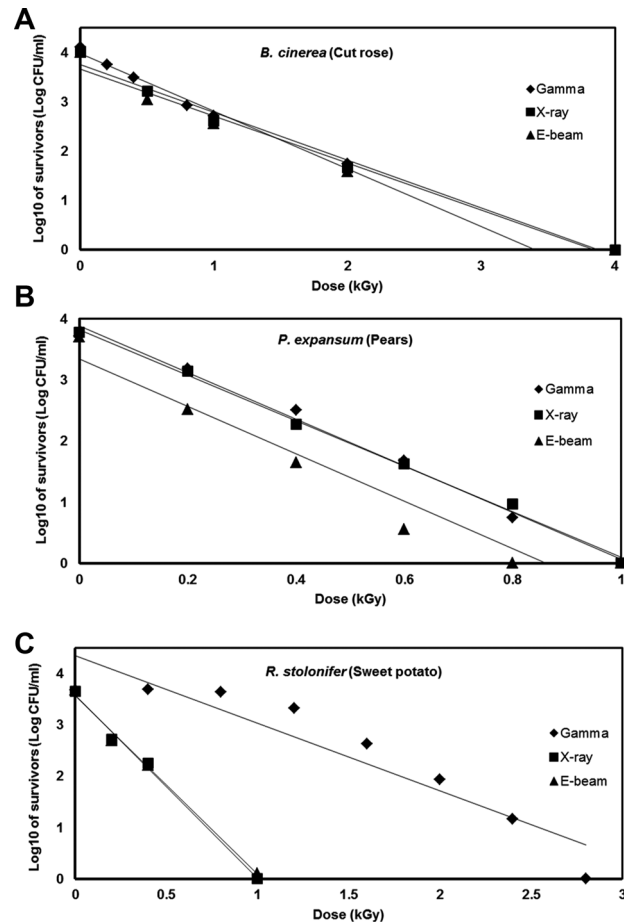 A
B. cinerea (Cut rose)
Log10 of survivors (Log CFU/ml)
4
3
2
1
0
Gamma
X-ray
E-beam
0 1 2 3 4
Dose (kGy)
B
P. expansum (Pears)
Log10 of survivors (Log CFU/ml)
4
3
2
1
0
Gamma
X-ray
E-beam
0 0.2 0.4 0.6 0.8 1
Dose (kGy)
C
R. stolonifer (Sweet potato)
Log10 of survivors (Log CFU/ml)
4
3
2
1
0
Gamma
X-ray
E-beam
0 0.5 1 1.5 2 2.5 3
Dose (kGy)